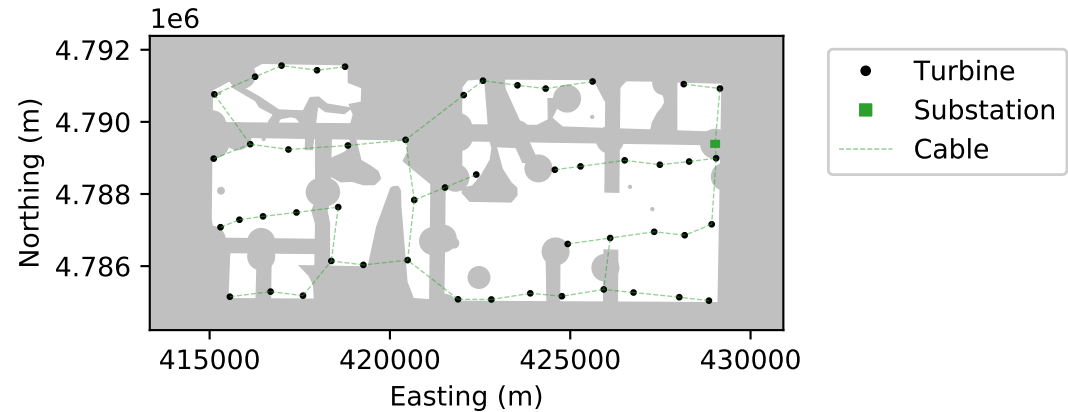 1e6
4.792
4.790
4.788
4.786
Northing (m)
415000 420000 425000 430000
Easting (m)
Turbine
Substation
Cable